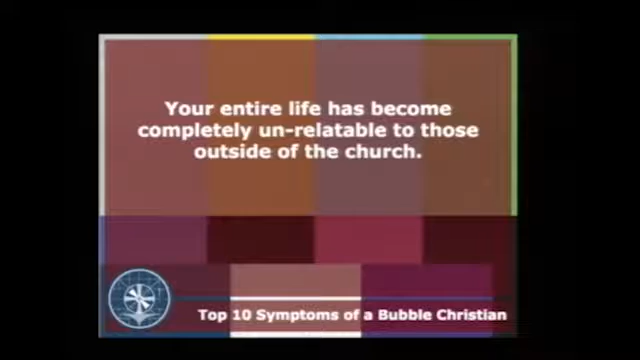 Your entire life has become
completely un-relatable to those
outside of the church.
Top 10 Symptoms of a Bubble Christian